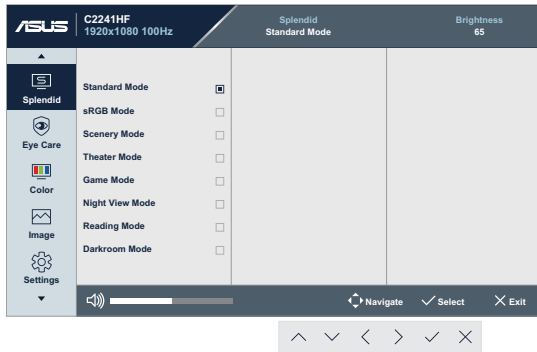 ASUS
C2241HF
1920x1080 100Hz
Splendid
Standard Mode
Brightness
65
Splendid
Eye Care
Color
Image
Settings
Standard Mode
sRGB Mode
Scenery Mode
Theater Mode
Game Mode
Night View Mode
Reading Mode
Darkroom Mode
Navigate
Select
Exit